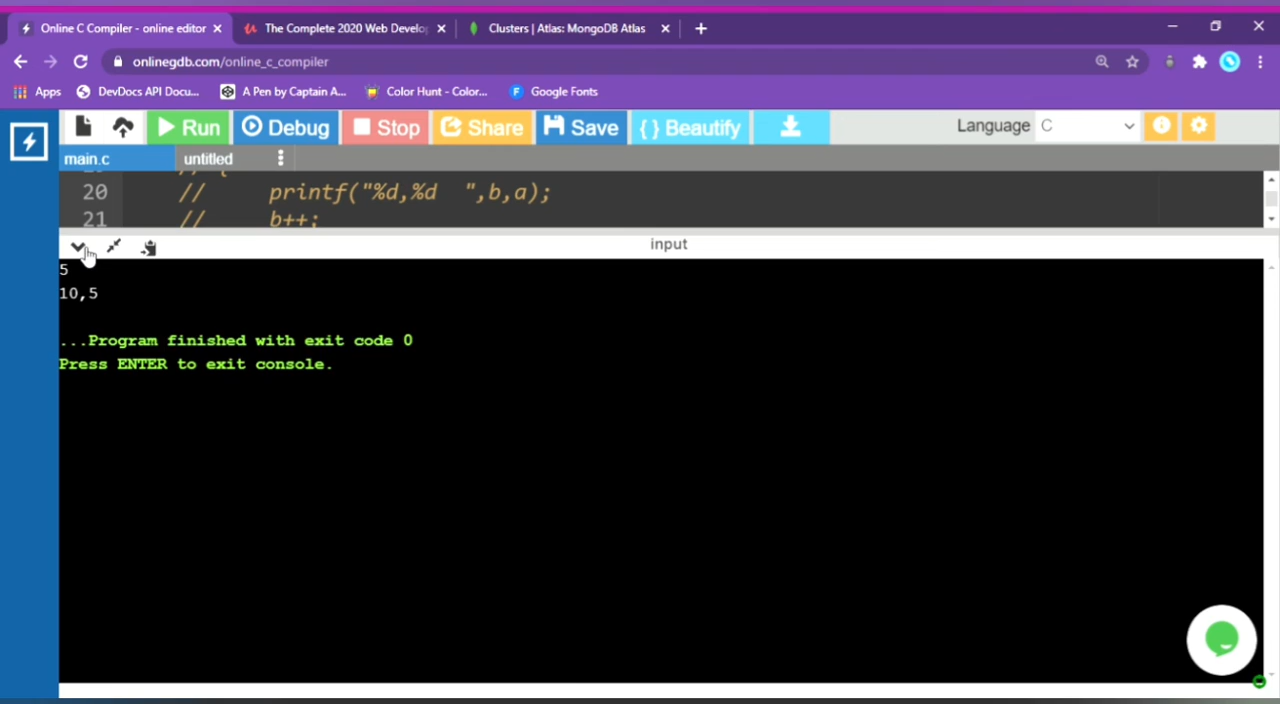 Online C Compiler - online editor
The Complete 2020 Web Develop
Clusters | Atlas: MongoDB Atlas
onlinegdb.com/online_c_compiler
Apps
DevDocs API Docu...
A Pen by Captain A...
Color Hunt - Color...
Google Fonts
Run
Debug
Stop
Share
Save
{ } Beautify
Language C
main.c
untitled
20 // printf("%d,%d ",b,a);
21 // b++;
input
5
10,5
...Program finished with exit code 0
Press ENTER to exit console.